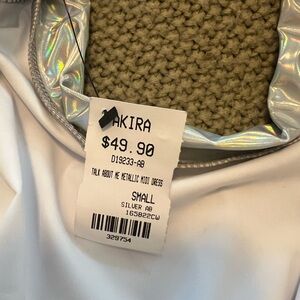 AKIRA
$49.90
D19233-AB
TALK ABOUT ME METALLIC MIDI DRESS
SMALL
SILVER AB
165822CW
329754